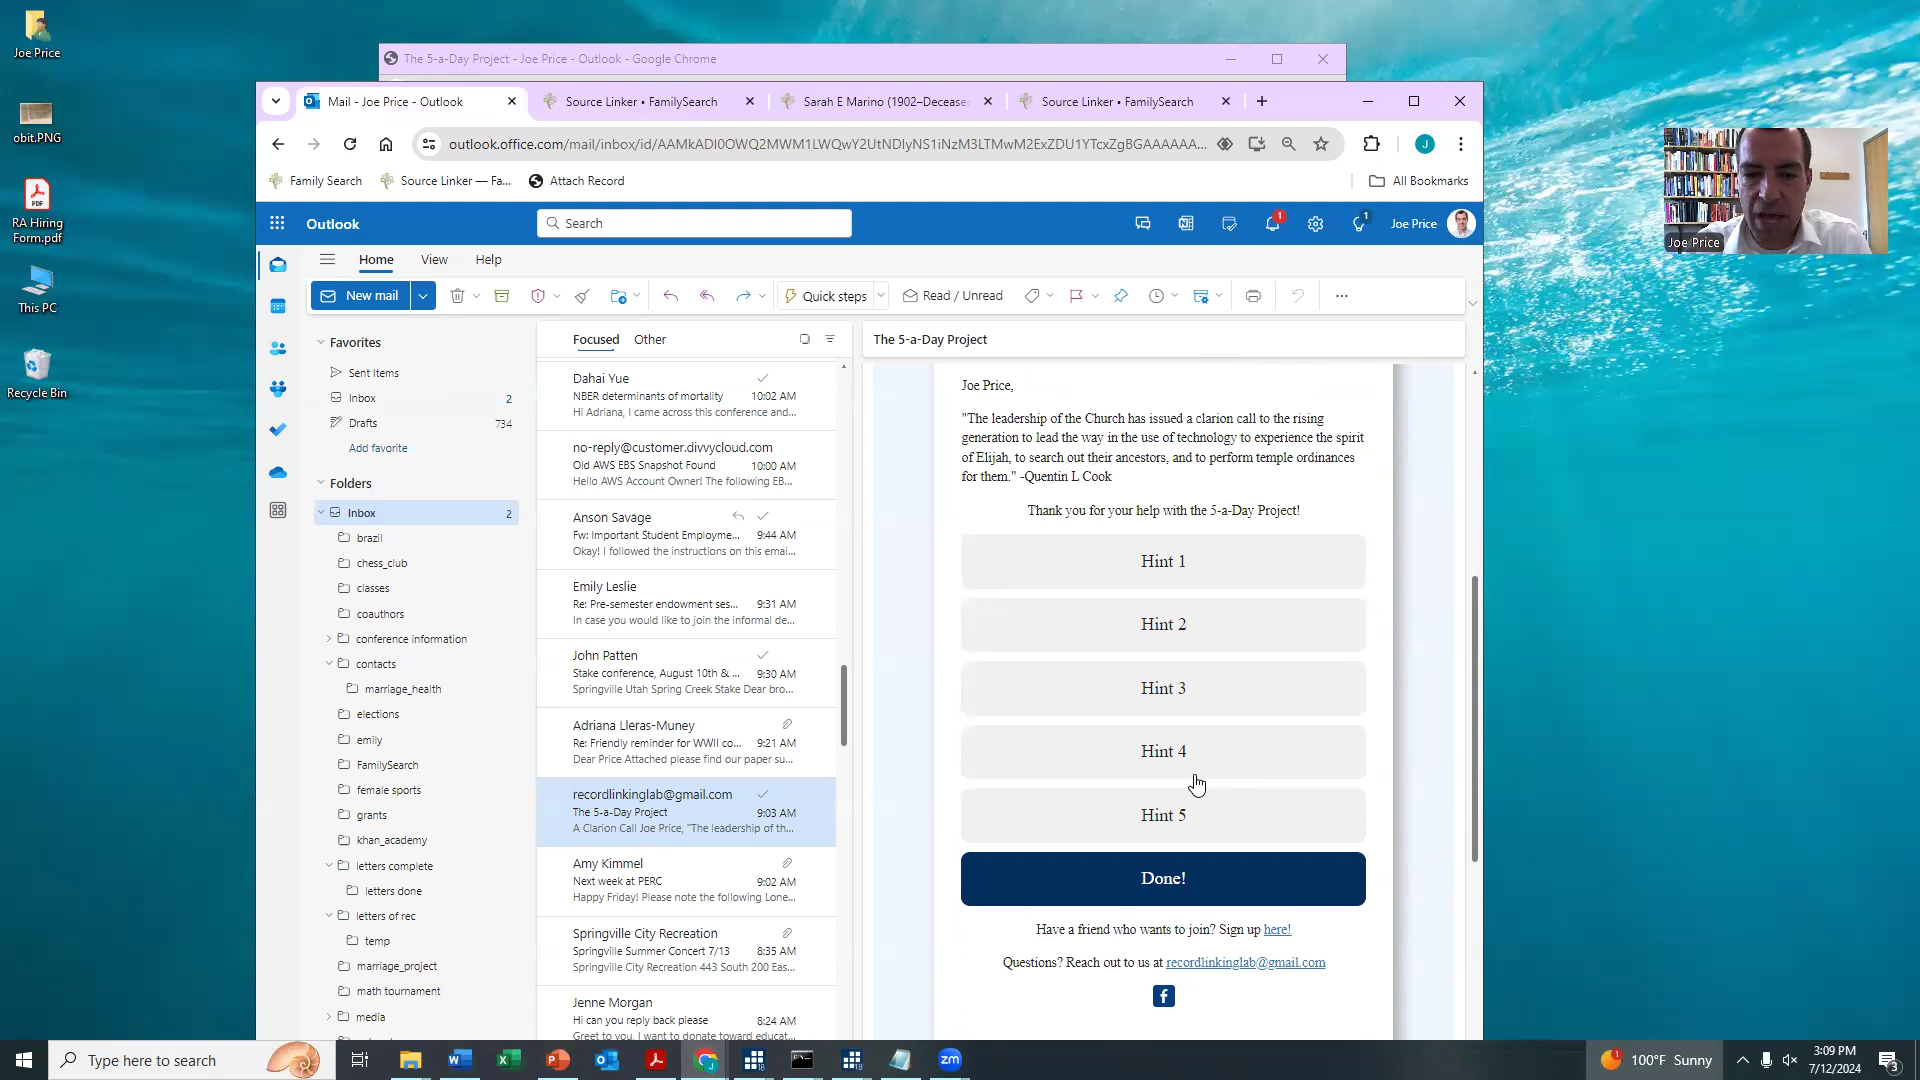 Joe Price
obit.PNG
RA Hiring
Form.pdf
This PC
Recycle Bin
The 5-a-Day Project - Joe Price - Outlook - Google Chrome
Mail - Joe Price - Outlook
Source Linker • FamilySearch
Sarah E Marino (1902–Decease
Source Linker • FamilySearch
outlook.office.com/mail/inbox/id/AAMkADI0OWQ2MWM1LWQwY2UtNDIyNS1iNzM3LTMwM2ExZDU1YTcxZgBGAAAAAA...
J
Family Search
Source Linker — Fa...
Attach Record
All Bookmarks
Outlook
Search
1
1
Joe Price
Home
View
Help
New mail
Quick steps
Read / Unread
Favorites
Sent Items
Inbox 2
Drafts 734
Add favorite
Folders
Inbox 2
brazil
chess_club
classes
coauthors
conference information
contacts
marriage_health
elections
emily
FamilySearch
female sports
grants
khan_academy
letters complete
letters done
letters of rec
temp
marriage_project
math tournament
media
Focused
Other
Dahai Yue
NBER determinants of mortality 10:02 AM
Hi Adriana, I came across this conference and...
no-reply@customer.divvycloud.com
Old AWS EBS Snapshot Found 10:00 AM
Hello AWS Account Owner! The following EB...
Anson Savage
Fw: Important Student Employme... 9:44 AM
Okay! I followed the instructions on this emai...
Emily Leslie
Re: Pre-semester endowment ses... 9:31 AM
In case you would like to join the informal de...
John Patten
Stake conference, August 10th & ... 9:30 AM
Springville Utah Spring Creek Stake Dear bro...
Adriana Lleras-Muney
Re: Friendly reminder for WWII co... 9:21 AM
Dear Price Attached please find our paper su...
recordlinkinglab@gmail.com
The 5-a-Day Project 9:03 AM
A Clarion Call Joe Price, "The leadership of th...
Amy Kimmel
Next week at PERC 9:02 AM
Happy Friday! Please note the following Lone...
Springville City Recreation
Springville Summer Concert 7/13 8:35 AM
Springville City Recreation 443 South 200 Eas...
Jenne Morgan
Hi can you reply back please 8:24 AM
Greet to you, I want to donate toward educat...
The 5-a-Day Project
Joe Price,
"The leadership of the Church has issued a clarion call to the rising
generation to lead the way in the use of technology to experience the spirit
of Elijah, to search out their ancestors, and to perform temple ordinances
for them." -Quentin L Cook
Thank you for your help with the 5-a-Day Project!
Hint 1
Hint 2
Hint 3
Hint 4
Hint 5
Done!
Have a friend who wants to join? Sign up here!
Questions? Reach out to us at recordlinkinglab@gmail.com
Joe Price
Type here to search
100°F Sunny
3:09 PM
7/12/2024
3